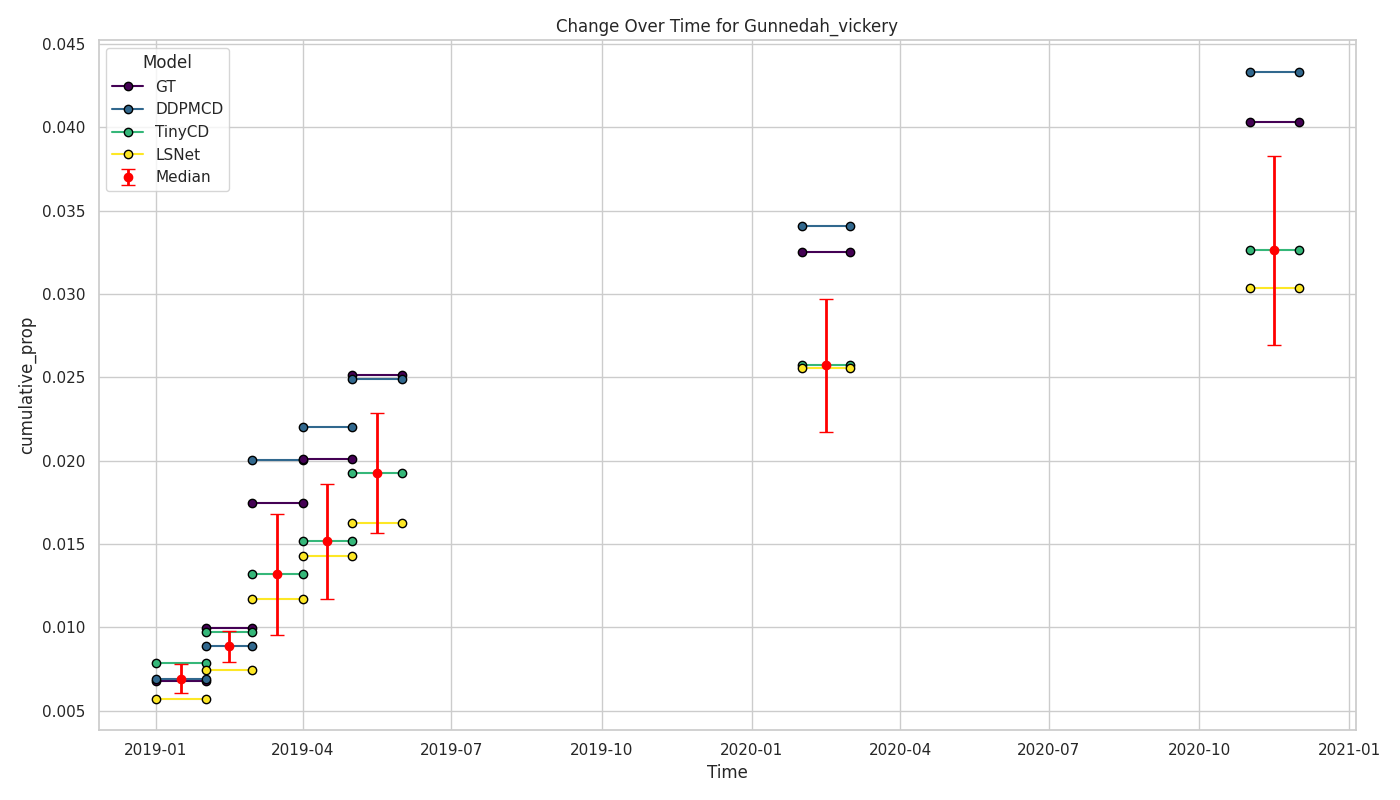 Change Over Time for Gunnedah_vickery
Model
GT
DDPMCD
TinyCD
LSNet
Median
cumulative_prop
0.045
0.040
0.035
0.030
0.025
0.020
0.015
0.010
0.005
2019-01
2019-04
2019-07
2019-10
2020-01
2020-04
2020-07
2020-10
2021-01
Time